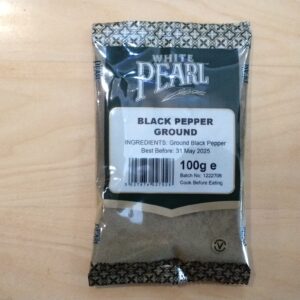 WHITE
PEARL
BLACK PEPPER
GROUND
INGREDIENTS: Ground Black Pepper
Best Before: 31 May 2025
100g e
Batch No: 1222706
Cook Before Eating
V